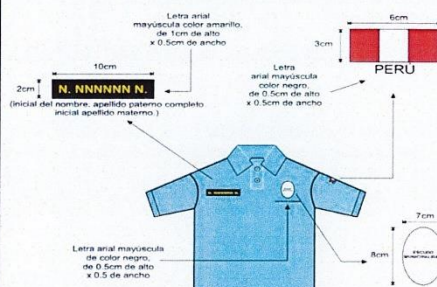 Letra arial
mayúscula color amarillo,
de 1cm de alto
x 0.5cm de ancho
10cm
2cm
N. NNNNNN N.
(inicial del nombre, apellido paterno completo
inicial apellido materno.)
Letra
arial mayúscula
color negro,
de 0.5cm de alto
x 0.5cm de ancho
6cm
3cm
PERÚ
N. NNNNNN N.
Letra arial mayúscula
de color negro,
de 0.5cm de alto
x 0.5 de ancho
7cm
8cm
ESCUDO